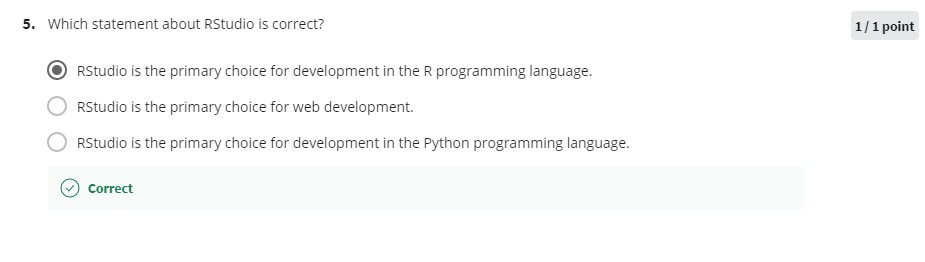 5. Which statement about RStudio is correct?
1 / 1 point
RStudio is the primary choice for development in the R programming language.
RStudio is the primary choice for web development.
RStudio is the primary choice for development in the Python programming language.
Correct